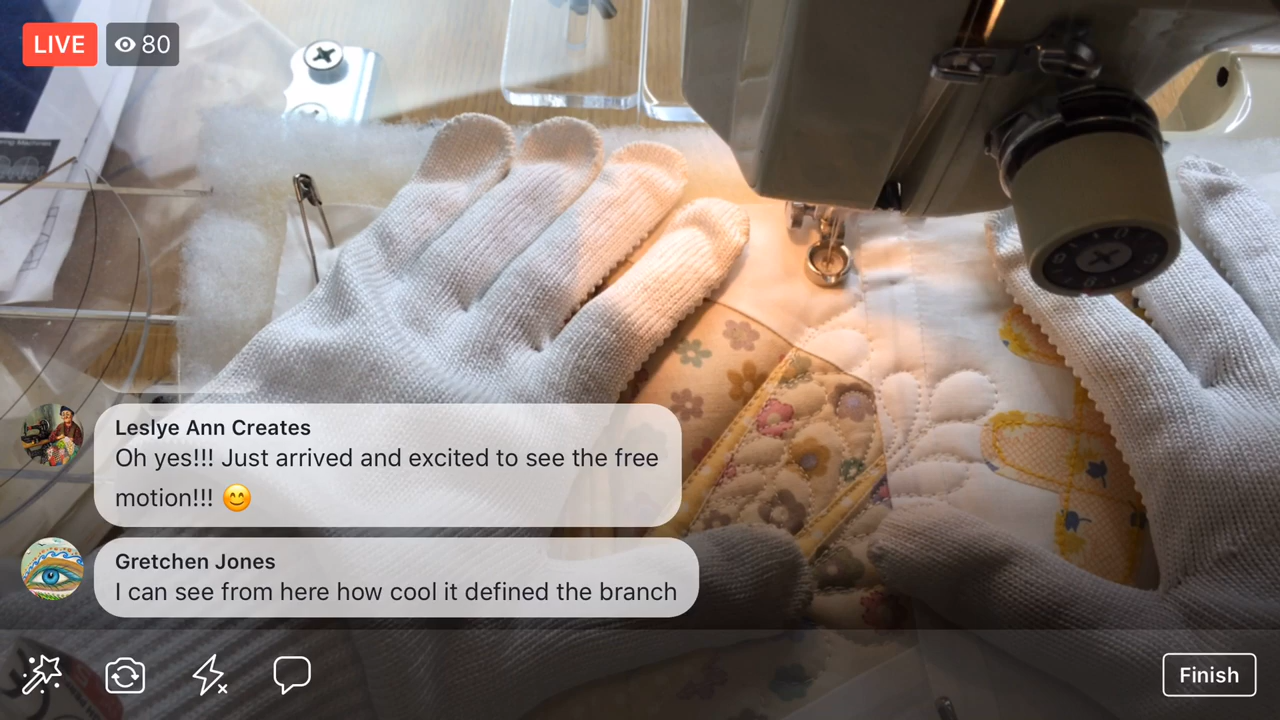 LIVE 80
Leslye Ann Creates
Oh yes!!! Just arrived and excited to see the free
motion!!! 😊
Gretchen Jones
I can see from here how cool it defined the branch
Finish